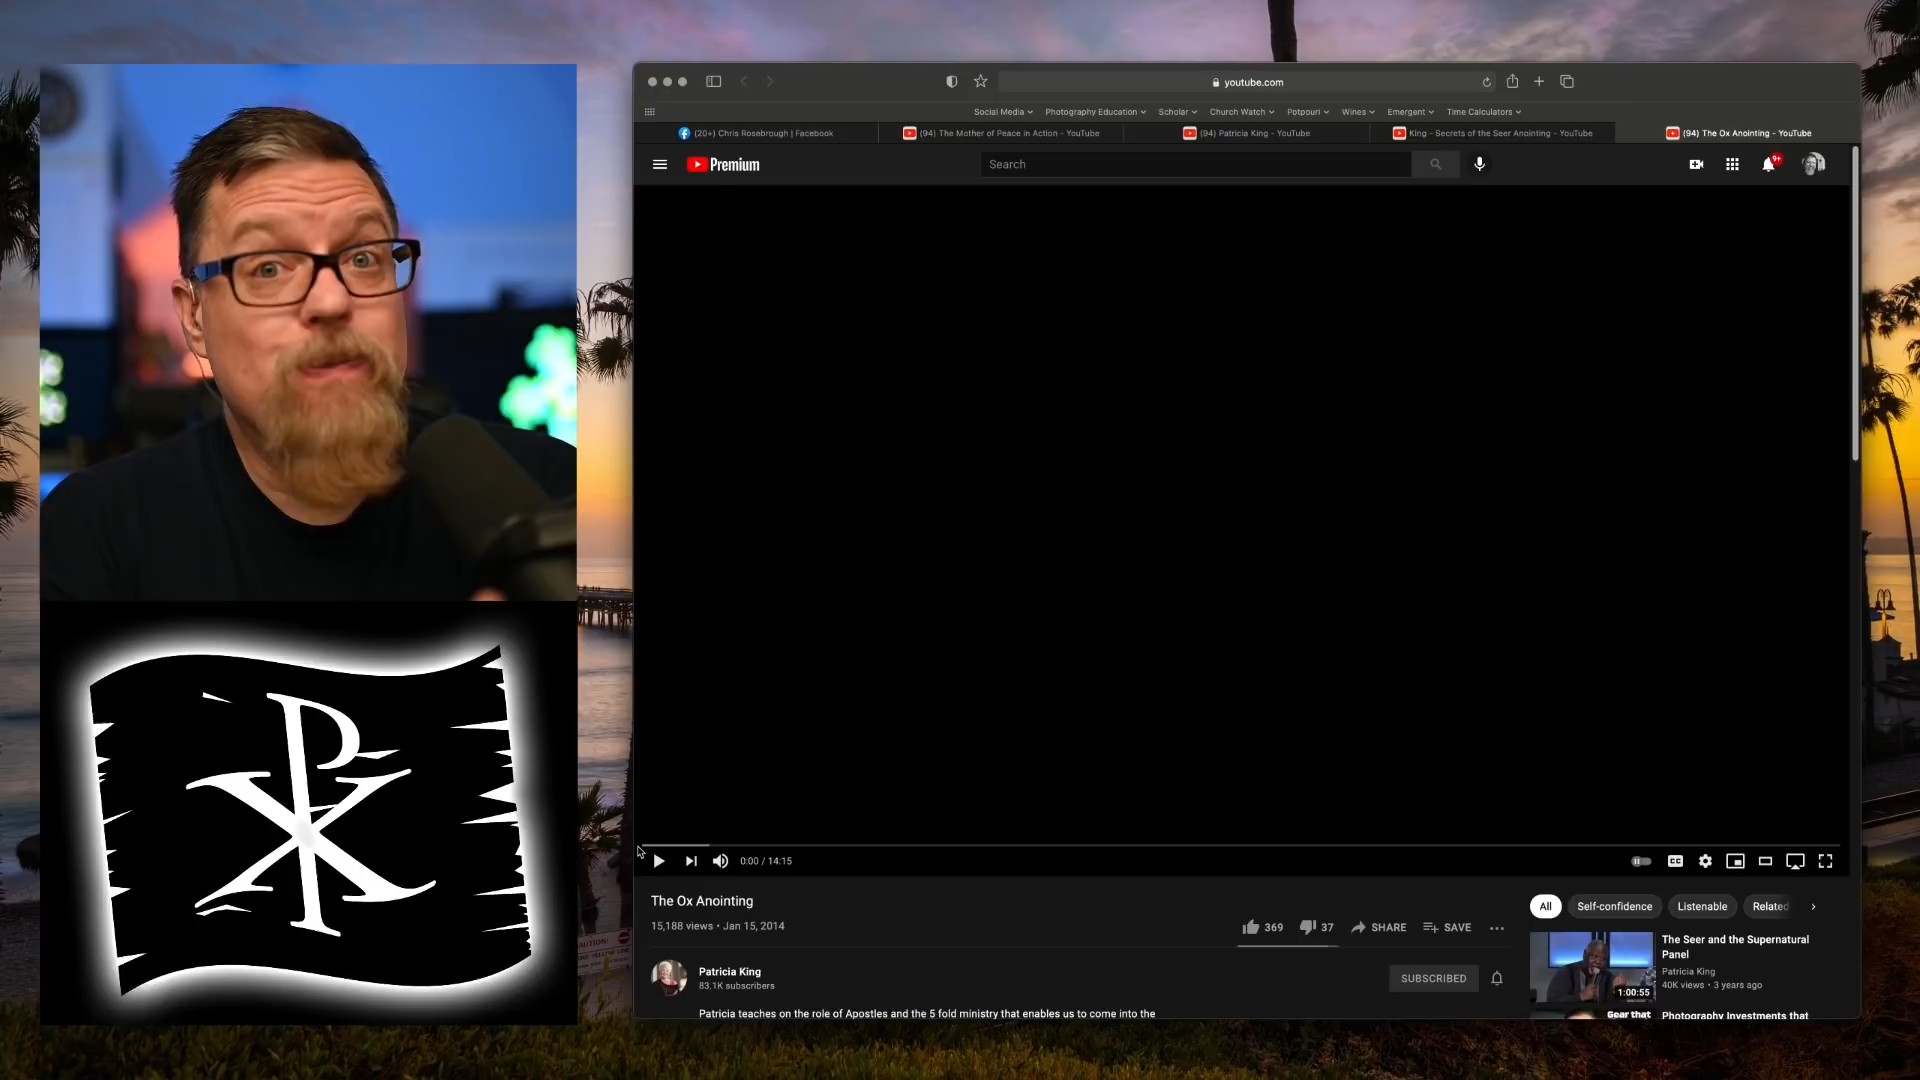 youtube.com
Social Media
Photography Education
Scholar
Church Watch
Potpouri
Wines
Emergent
Time Calculators
(20+) Chris Rosebrough | Facebook
(94) The Mother of Peace in Action - YouTube
(94) Patricia King - YouTube
King - Secrets of the Seer Anointing - YouTube
(94) The Ox Anointing - YouTube
Premium
Search
9+
0:00 / 14:15
CC
The Ox Anointing
15,188 views • Jan 15, 2014
369
37
SHARE
SAVE
Patricia King
83.1K subscribers
SUBSCRIBED
Patricia teaches on the role of Apostles and the 5 fold ministry that enables us to come into the
All
Self-confidence
Listenable
Related
The Seer and the Supernatural
Panel
Patricia King
40K views • 3 years ago
1:00:55
Gear that
Photography Investments that